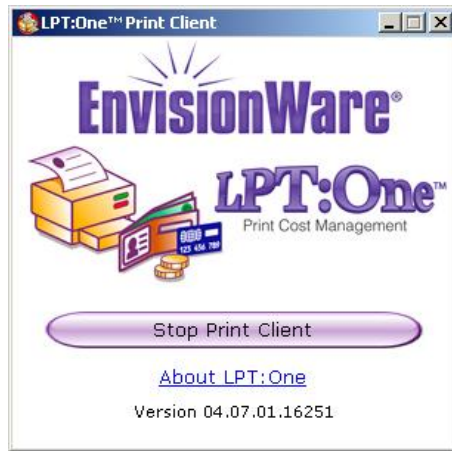 LPT:One™ Print Client
EnvisionWare®
LPT:One™
Print Cost Management
123 456 789
Stop Print Client
About LPT:One
Version 04.07.01.16251